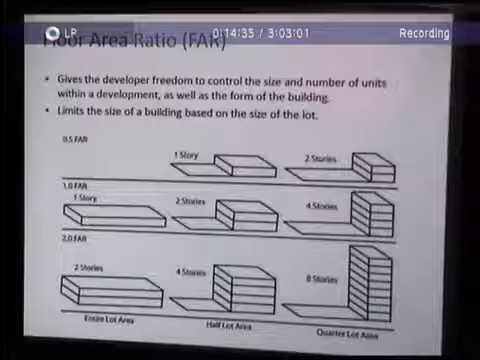 LP 0:14:35 / 3:03:01 Recording
Floor Area Ratio (FAR)
• Gives the developer freedom to control the size and number of units
within a development, as well as the form of the building.
• Limits the size of a building based on the size of the lot.
0.5 FAR
1 Story 2 Stories
1.0 FAR
1 Story 2 Stories 4 Stories
2.0 FAR
2 Stories 4 Stories 8 Stories
Entire Lot Area Half Lot Area Quarter Lot Area